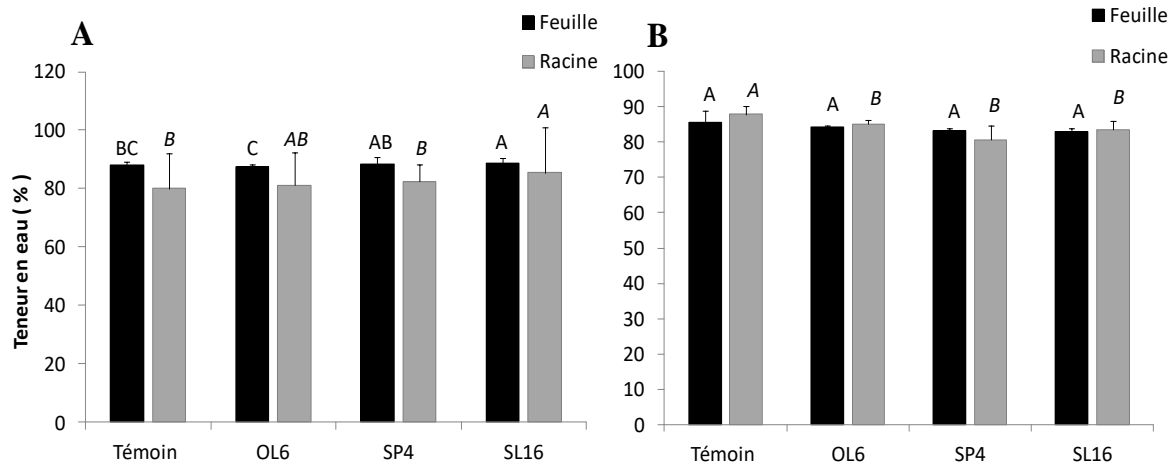 A
Feuille
Racine
Teneur en eau ( % )
120
100
80
60
40
20
0
BC B C AB AB B A A
Témoin OL6 SP4 SL16
B
Feuille
Racine
100
90
80
70
60
50
40
30
20
10
0
A A A B A B A B
Témoin OL6 SP4 SL16